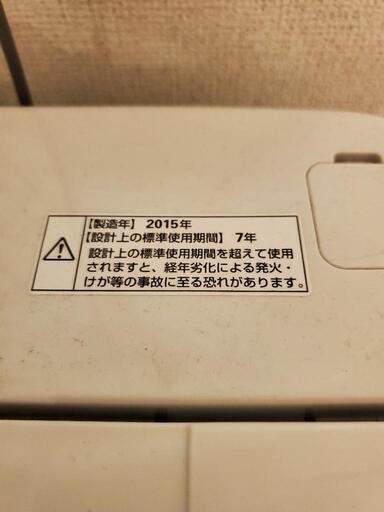 【製造年】 2015年
【設計上の標準使用期間】 7年
設計上の標準使用期間を超えて使用
されますと、経年劣化による発火・
けが等の事故に至る恐れがあります。